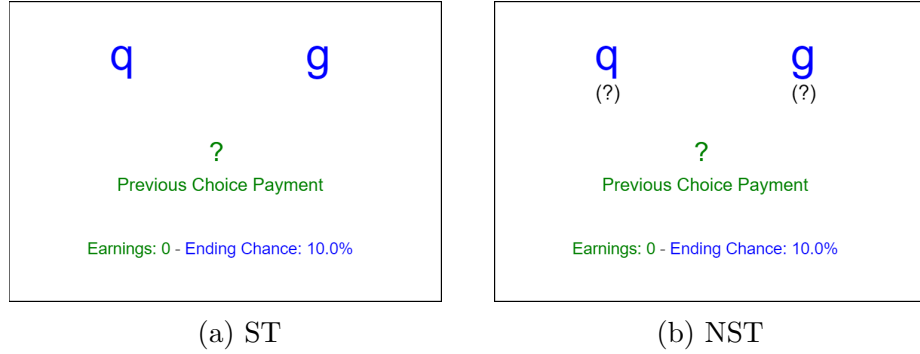 q g
?
Previous Choice Payment
Earnings: 0 - Ending Chance: 10.0%
(a) ST
q g
(?) (?)
?
Previous Choice Payment
Earnings: 0 - Ending Chance: 10.0%
(b) NST